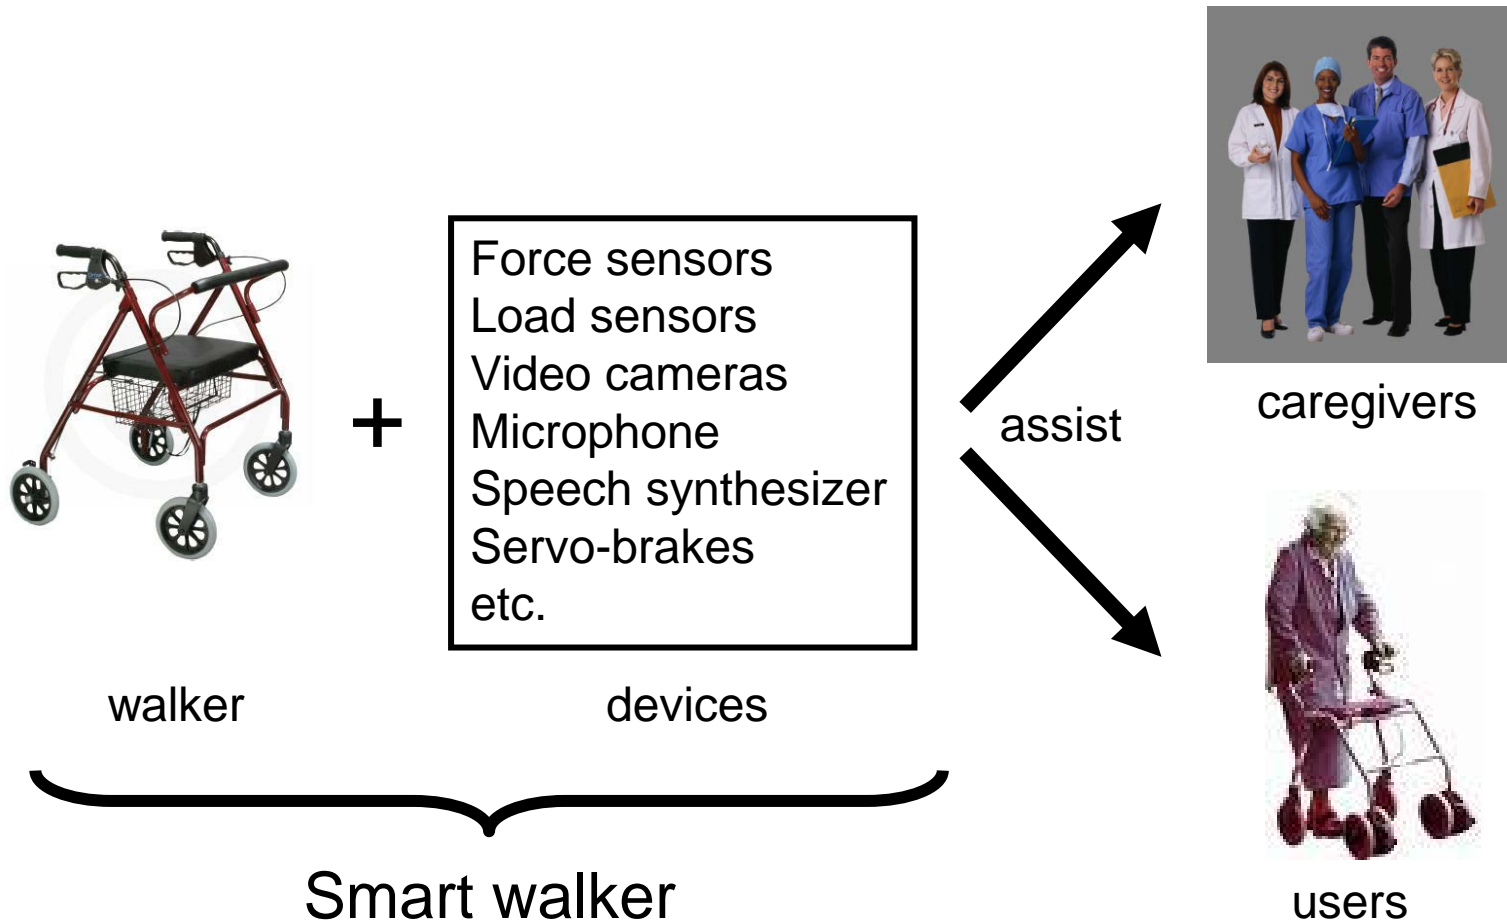 Force sensors
Load sensors
Video cameras
Microphone
Speech synthesizer
Servo-brakes
etc.
+
assist
caregivers
walker
devices
Smart walker
users